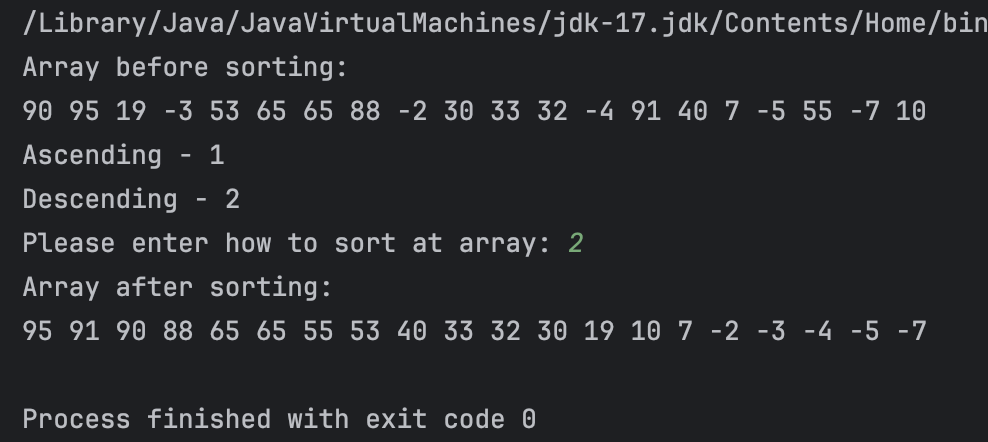 /Library/Java/JavaVirtualMachines/jdk-17.jdk/Contents/Home/bin
Array before sorting:
90 95 19 -3 53 65 65 88 -2 30 33 32 -4 91 40 7 -5 55 -7 10
Ascending - 1
Descending - 2
Please enter how to sort at array: 2
Array after sorting:
95 91 90 88 65 65 55 53 40 33 32 30 19 10 7 -2 -3 -4 -5 -7
Process finished with exit code 0